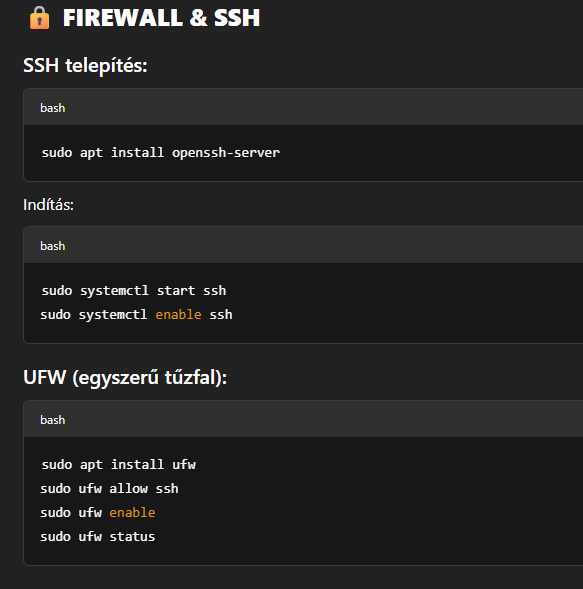 🔒 FIREWALL & SSH
SSH telepítés:
bash
sudo apt install openssh-server
Indítás:
bash
sudo systemctl start ssh
sudo systemctl enable ssh
UFW (egyszerű tűzfal):
bash
sudo apt install ufw
sudo ufw allow ssh
sudo ufw enable
sudo ufw status